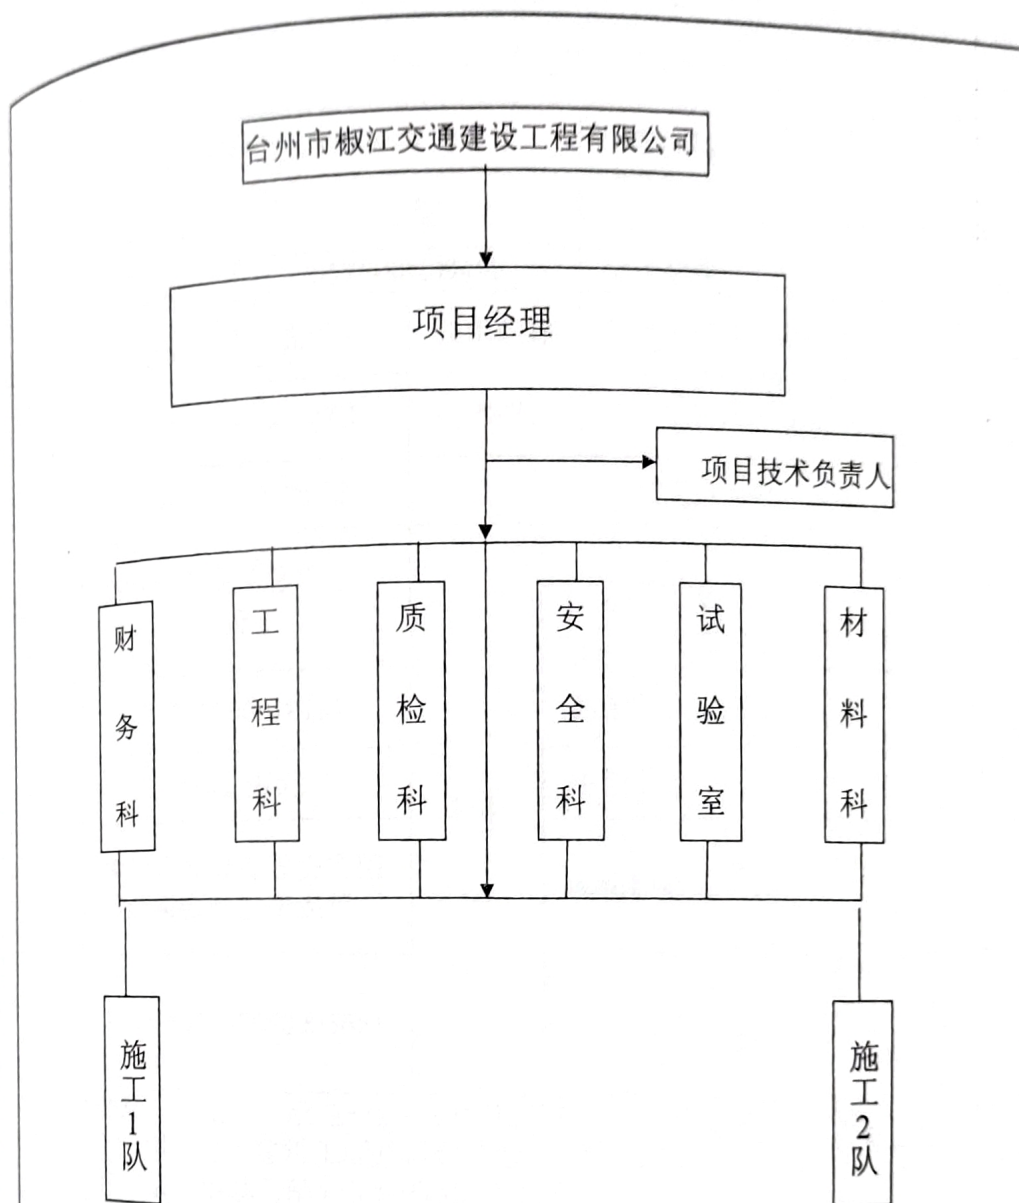 台州市椒江交通建设工程有限公司
项目经理
项目技术负责人
财务科
工程科
质检科
安全科
试验室
材料科
施工1队
施工2队